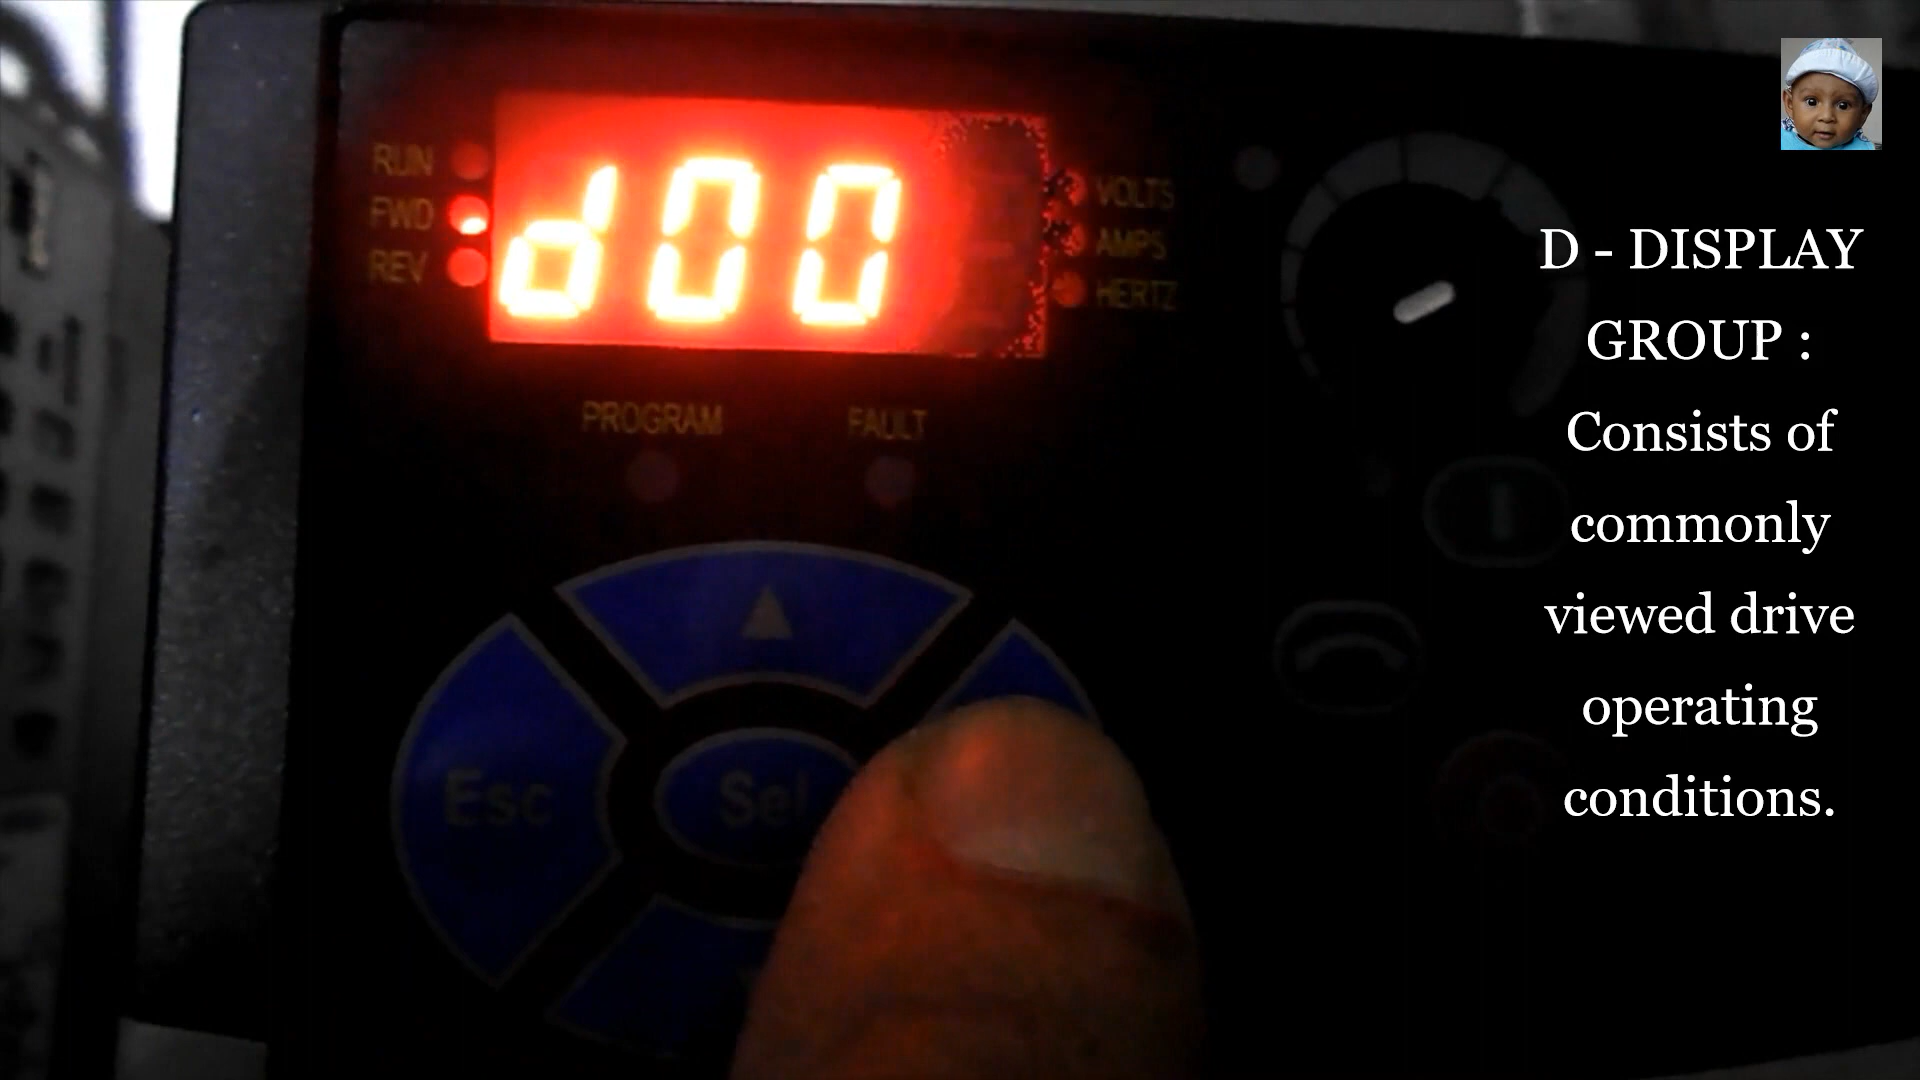 RUN
FWD
REV
d00
VOLTS
AMPS
HERTZ
PROGRAM
FAULT
Esc
Sel
D - DISPLAY
GROUP :
Consists of
commonly
viewed drive
operating
conditions.